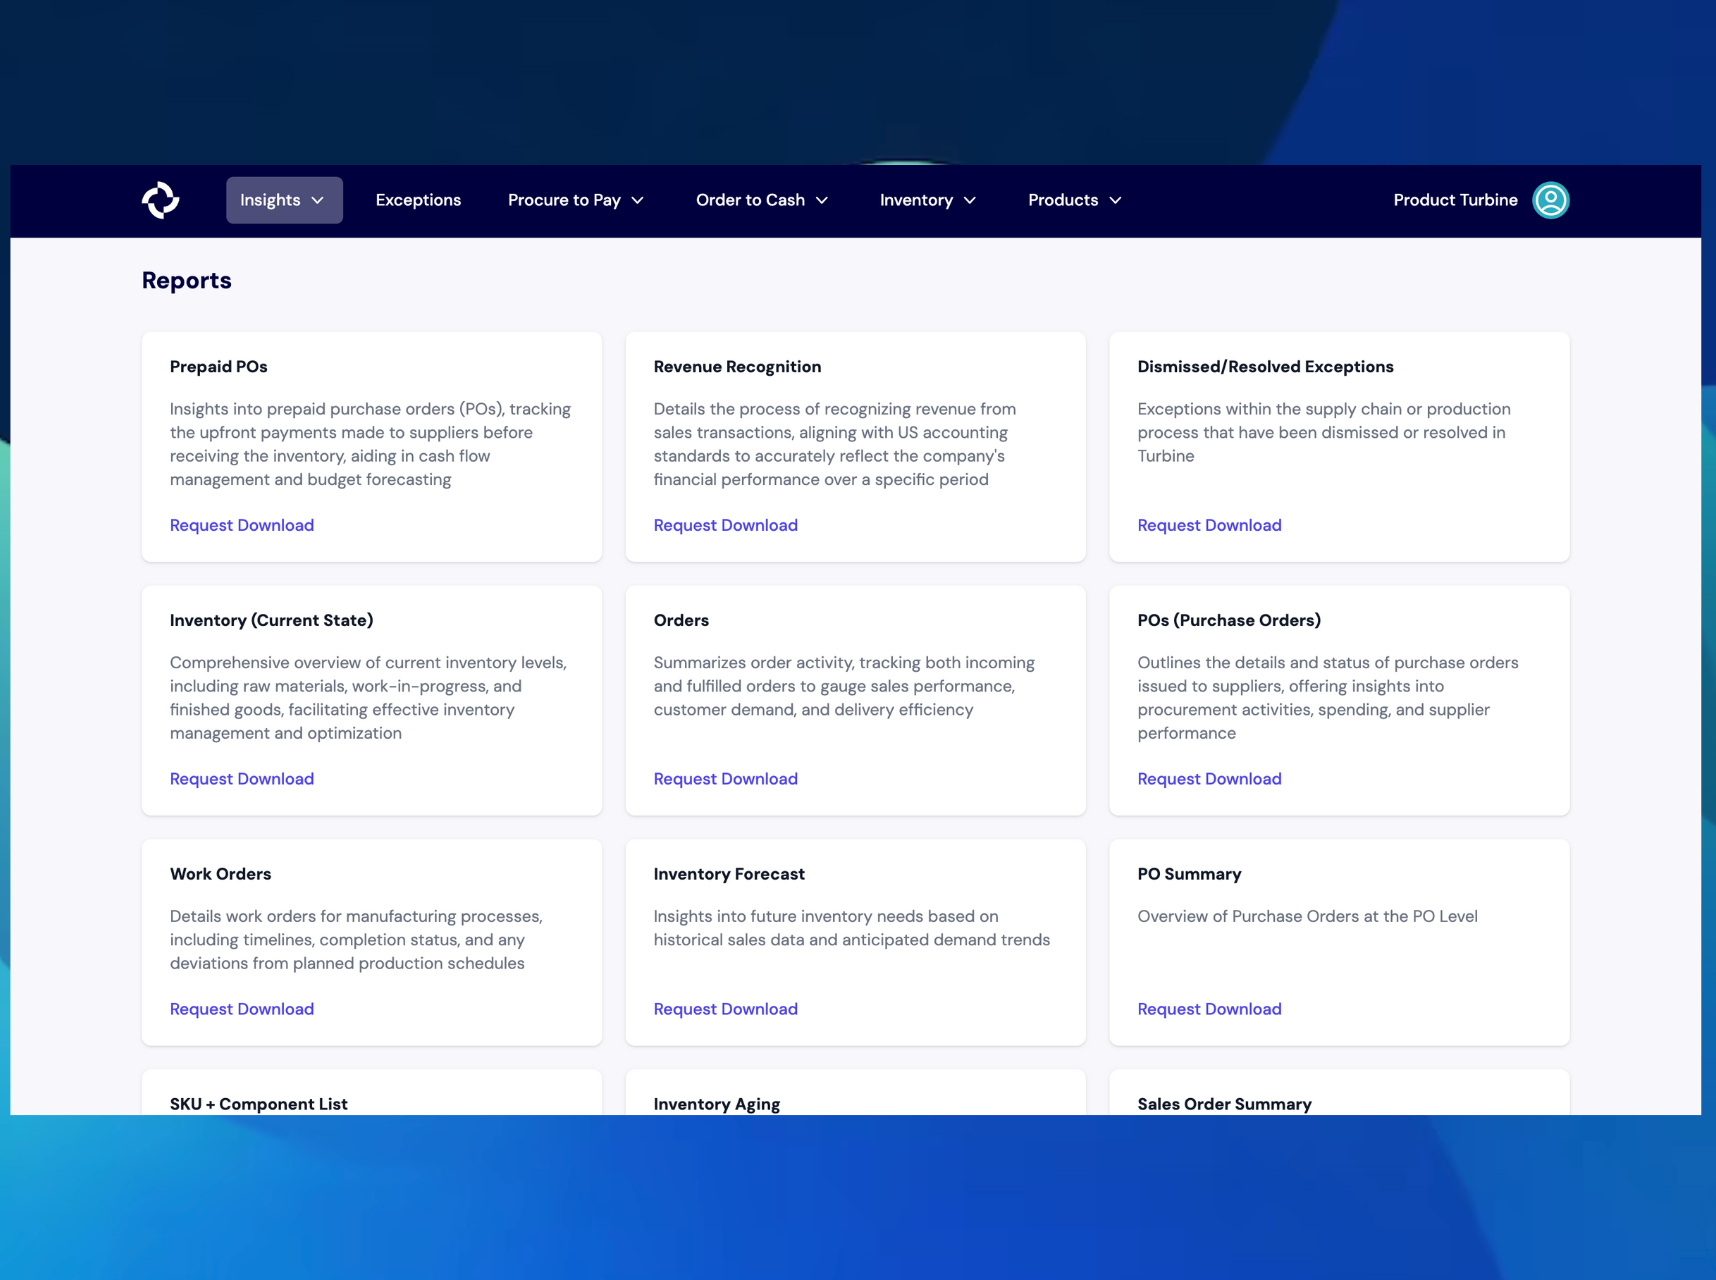 Insights
Exceptions
Procure to Pay
Order to Cash
Inventory
Products
Product Turbine
Reports
Prepaid POs
Insights into prepaid purchase orders (POs), tracking
the upfront payments made to suppliers before
receiving the inventory, aiding in cash flow
management and budget forecasting
Request Download
Revenue Recognition
Details the process of recognizing revenue from
sales transactions, aligning with US accounting
standards to accurately reflect the company's
financial performance over a specific period
Request Download
Dismissed/Resolved Exceptions
Exceptions within the supply chain or production
process that have been dismissed or resolved in
Turbine
Request Download
Inventory (Current State)
Comprehensive overview of current inventory levels,
including raw materials, work-in-progress, and
finished goods, facilitating effective inventory
management and optimization
Request Download
Orders
Summarizes order activity, tracking both incoming
and fulfilled orders to gauge sales performance,
customer demand, and delivery efficiency
Request Download
POs (Purchase Orders)
Outlines the details and status of purchase orders
issued to suppliers, offering insights into
procurement activities, spending, and supplier
performance
Request Download
Work Orders
Details work orders for manufacturing processes,
including timelines, completion status, and any
deviations from planned production schedules
Request Download
Inventory Forecast
Insights into future inventory needs based on
historical sales data and anticipated demand trends
Request Download
PO Summary
Overview of Purchase Orders at the PO Level
Request Download
SKU + Component List
Inventory Aging
Sales Order Summary